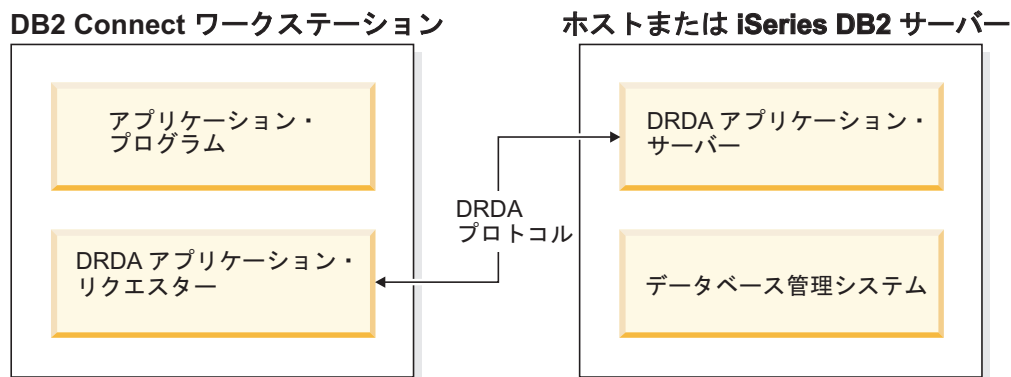 DB2 Connect ワークステーション
アプリケーション・
プログラム
DRDA アプリケーション・
リクエスター
DRDA
プロトコル
ホストまたは iSeries DB2 サーバー
DRDA アプリケーション・
サーバー
データベース管理システム